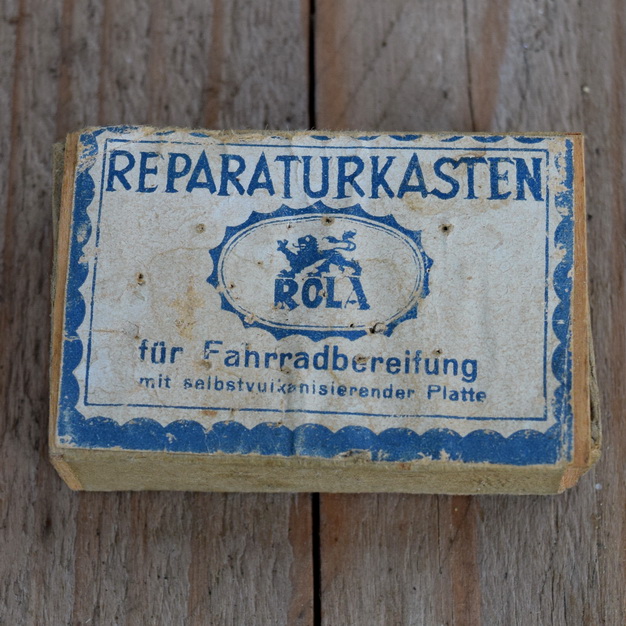 REPARATURKASTEN
ROLA
für Fahrradbereifung
mit selbstvulkanisierender Platte